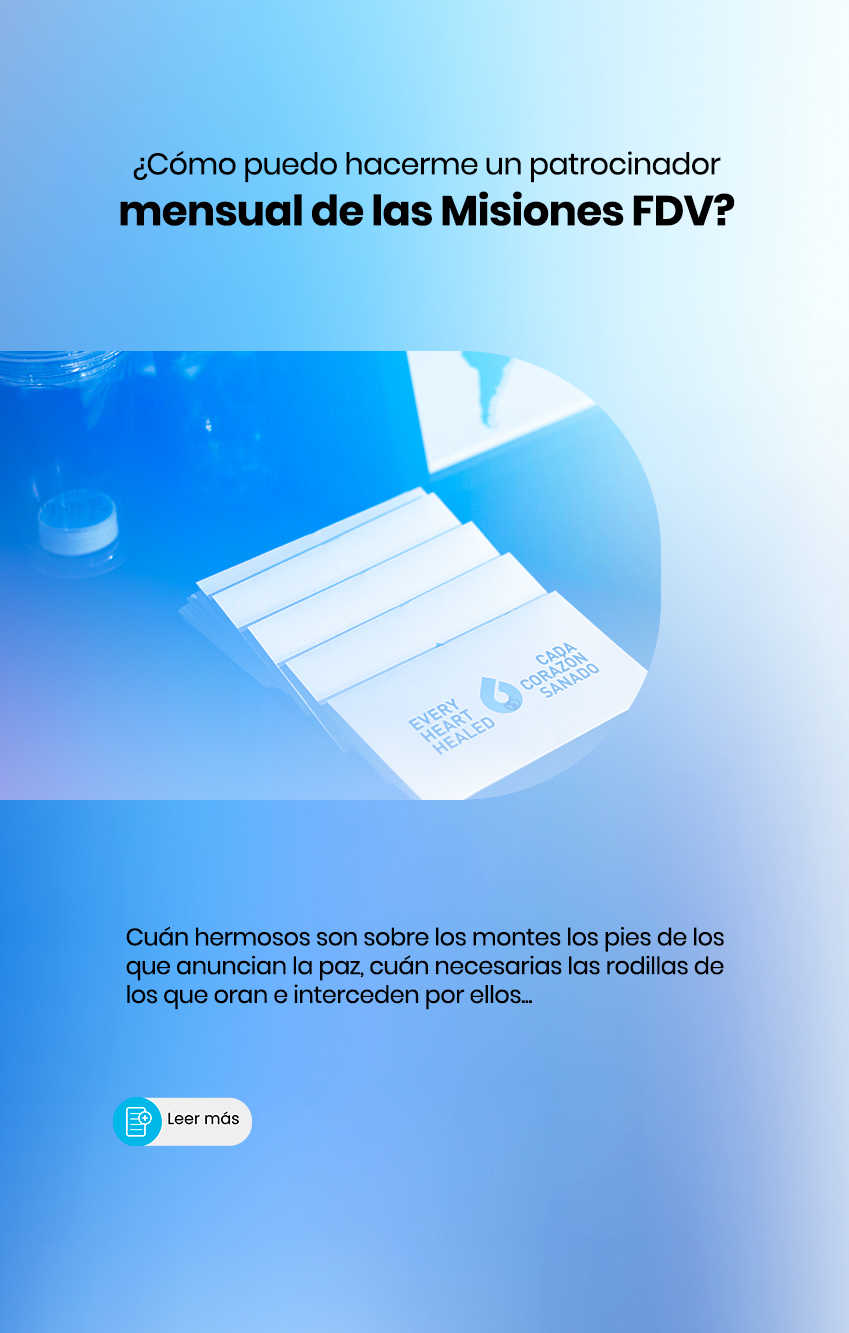 ¿Cómo puedo hacerme un patrocinador
mensual de las Misiones FDV?
EVERY
HEART
HEALED
CADA
CORAZÓN
SANADO
Cuán hermosos son sobre los montes los pies de los
que anuncian la paz, cuán necesarias las rodillas de
los que oran e interceden por ellos...
Leer más